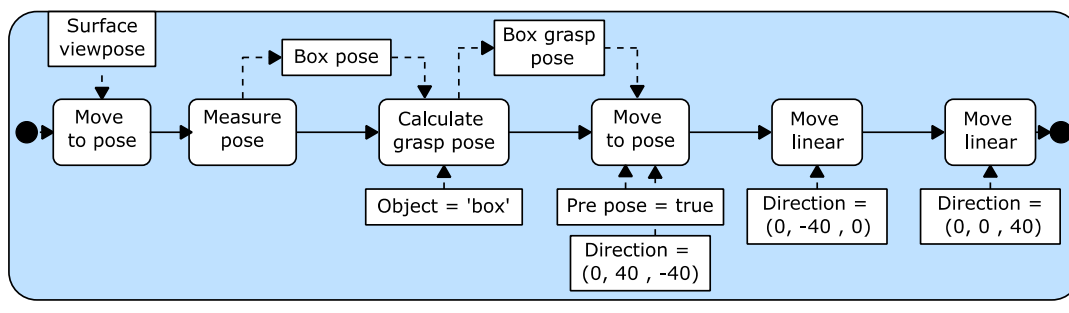 Surface
viewpose
Box pose
Box grasp
pose
Move
to pose
Measure
pose
Calculate
grasp pose
Move
to pose
Move
linear
Move
linear
Object = 'box'
Pre pose = true
Direction =
(0, 40 , -40)
Direction =
(0, -40 , 0)
Direction =
(0, 0 , 40)